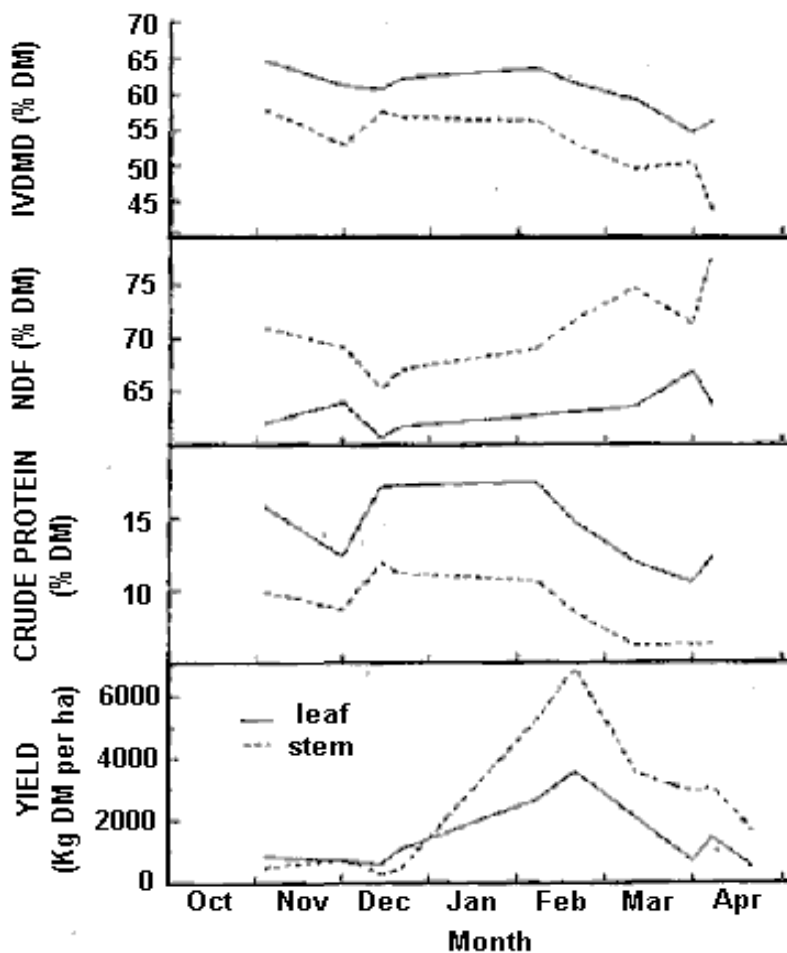 70
65
60
55
50
45
IVDMD (% DM)
75
70
65
NDF (% DM)
15
10
CRUDE PROTEIN
(% DM)
6000
4000
2000
0
YIELD
(Kg DM per ha)
leaf
stem
Oct Nov Dec Jan Feb Mar Apr
Month